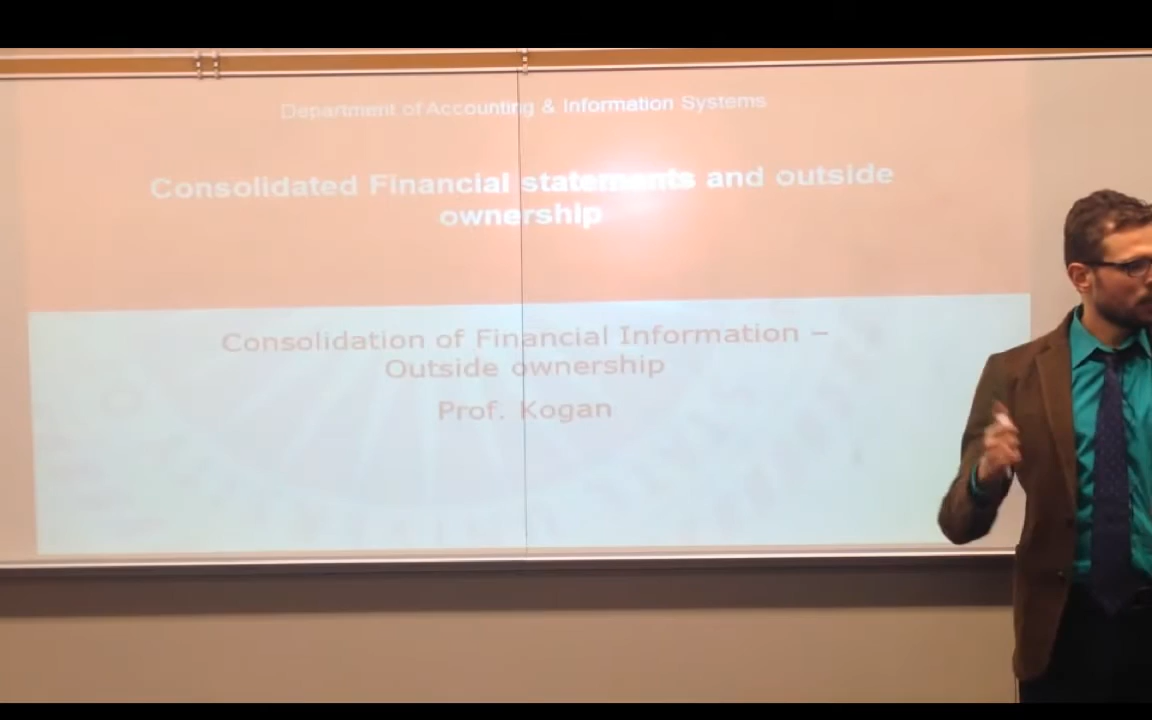 Department of Accounting & Information Systems
Consolidated Financial statements and outside
ownership
Consolidation of Financial Information –
Outside ownership
Prof. Kogan